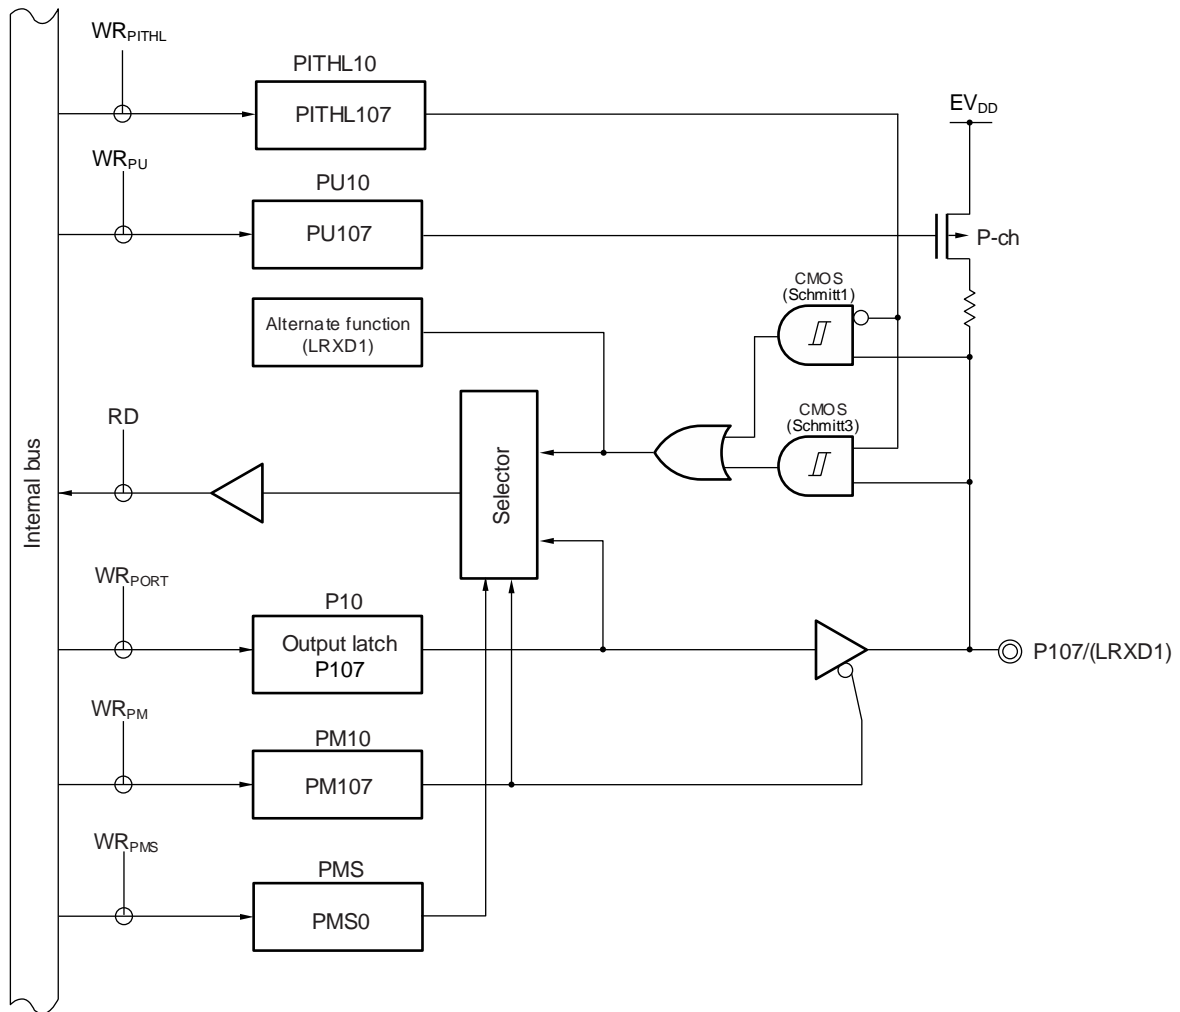 WRPITHL
PITHL10
PITHL107
EVDD
WRPU
PU10
PU107
P-ch
CMOS
(Schmitt1)
Alternate function
(LRXD1)
CMOS
(Schmitt3)
RD
Selector
Internal bus
WRPORT
P10
Output latch
P107
P107/(LRXD1)
WRPM
PM10
PM107
WRPMS
PMS
PMS0